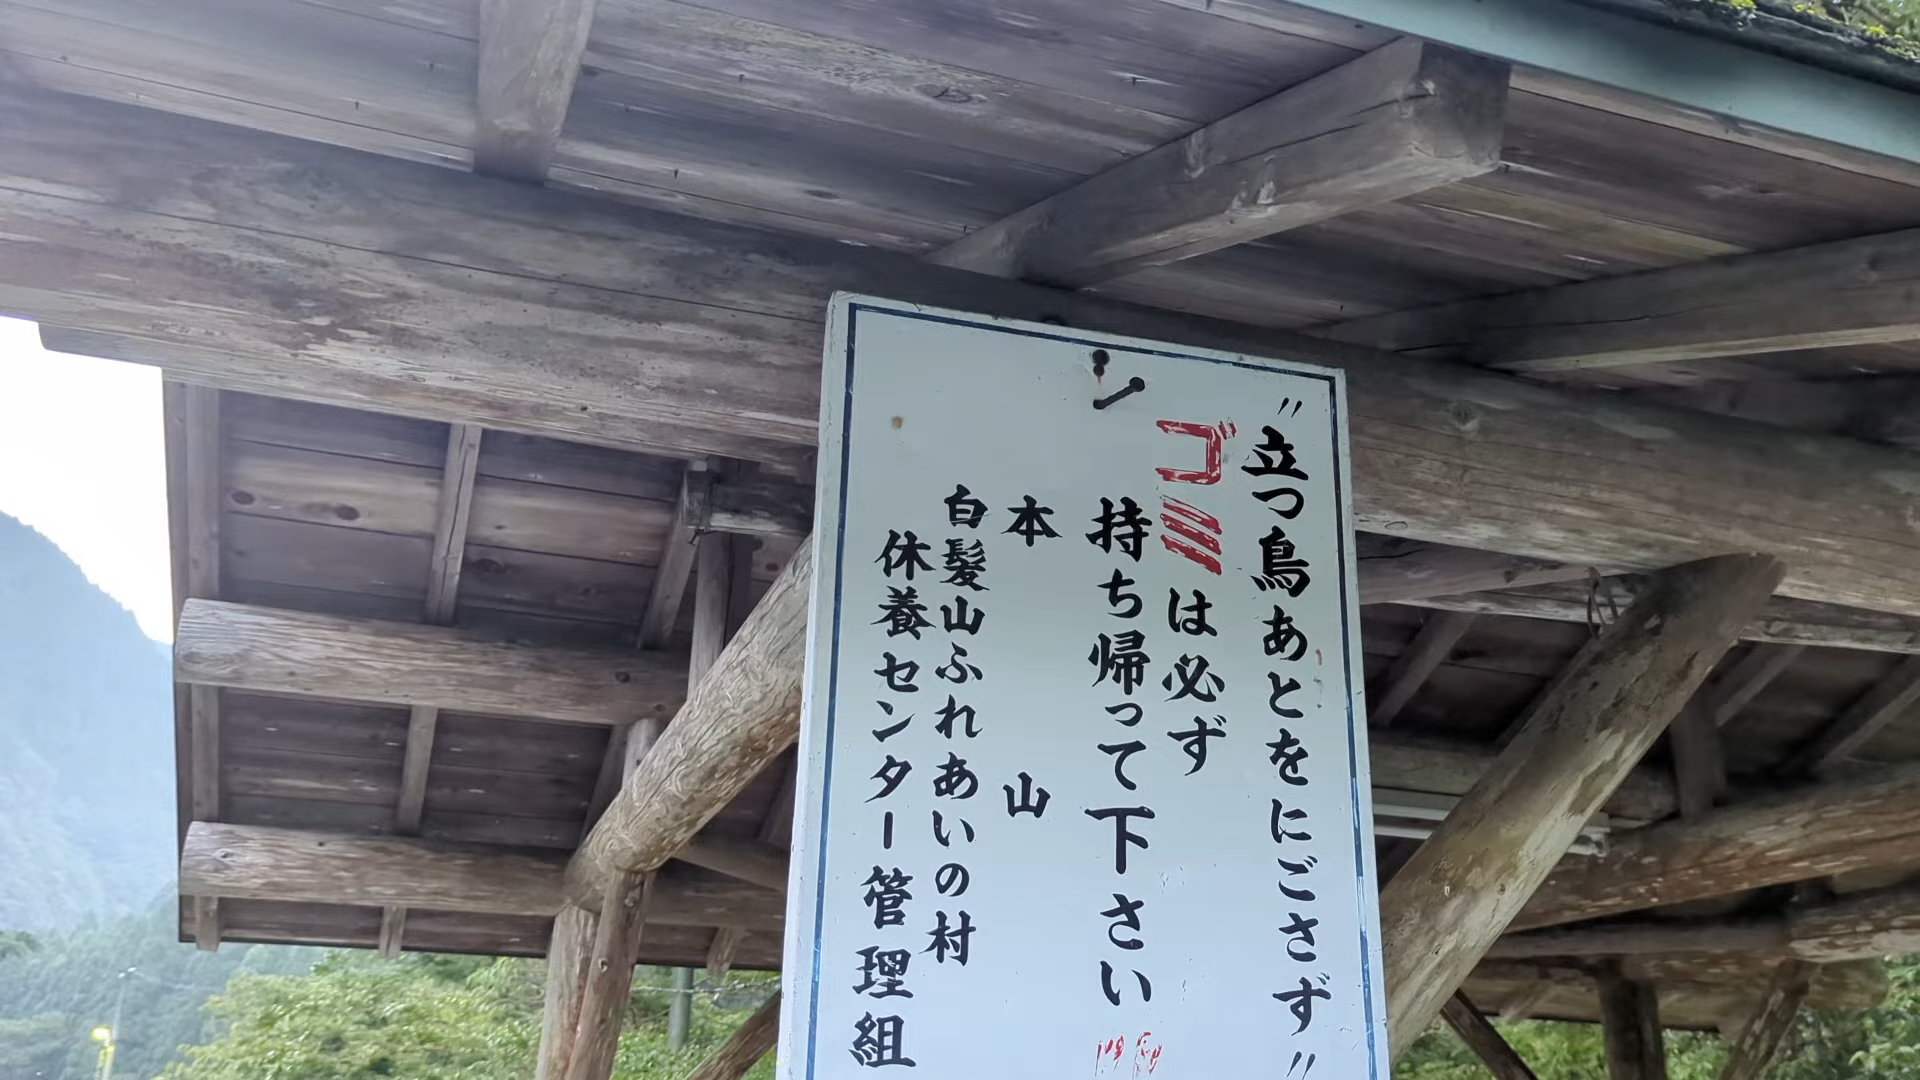 〃立つ鳥あとをにごさず〃
ゴミは必ず
持ち帰って下さい
本山
白髪山ふれあいの村
休養センター管理組